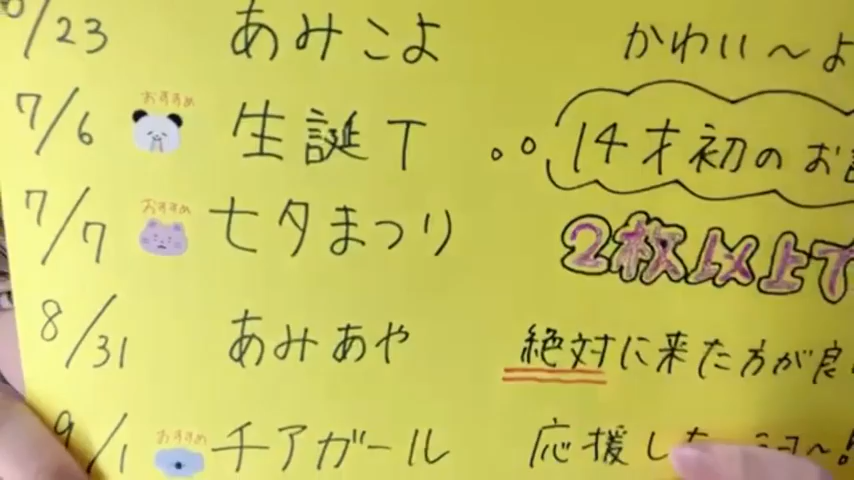 /23 あみこよ かわいい〜よ
7/6 おすすめ 生誕T 14才初のお
7/7 おすすめ 七夕まつり 2枚以上で
8/31 あみあや 絶対に来た方が良
9/1 おすすめ チアガール 応援し